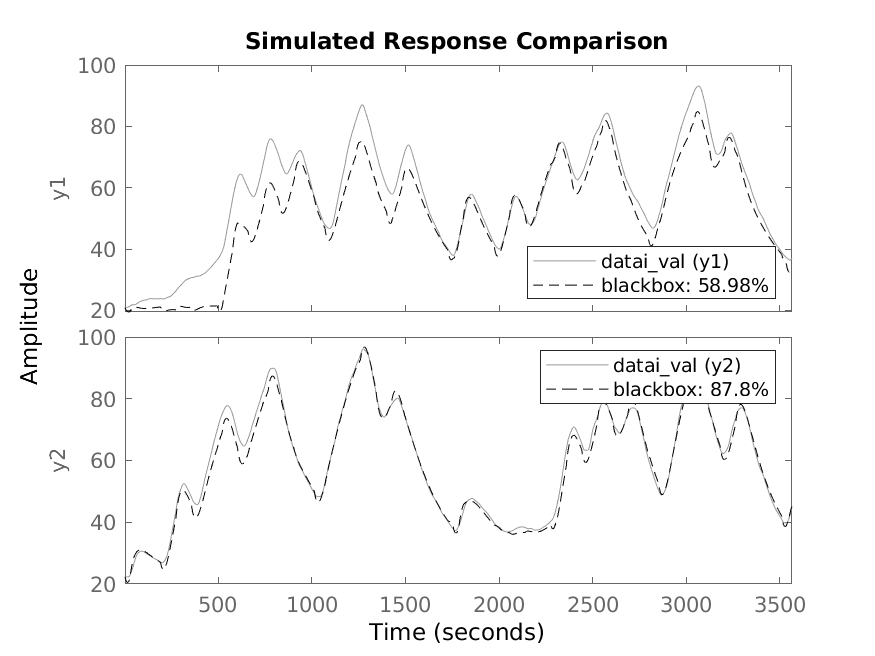 Simulated Response Comparison
100
80
60
40
20
y1
datai_val (y1)
blackbox: 58.98%
Amplitude
100
80
60
40
20
y2
datai_val (y2)
blackbox: 87.8%
500 1000 1500 2000 2500 3000 3500
Time (seconds)